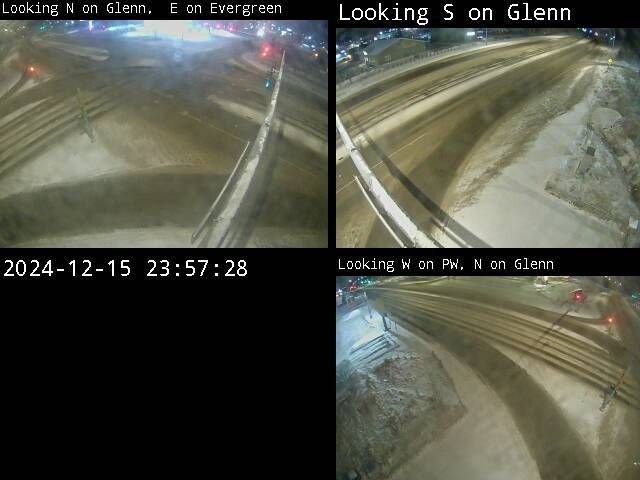 Looking N on Glenn,  E on Evergreen
Looking S on Glenn
2024-12-15 23:57:28
Looking W on PW, N on Glenn